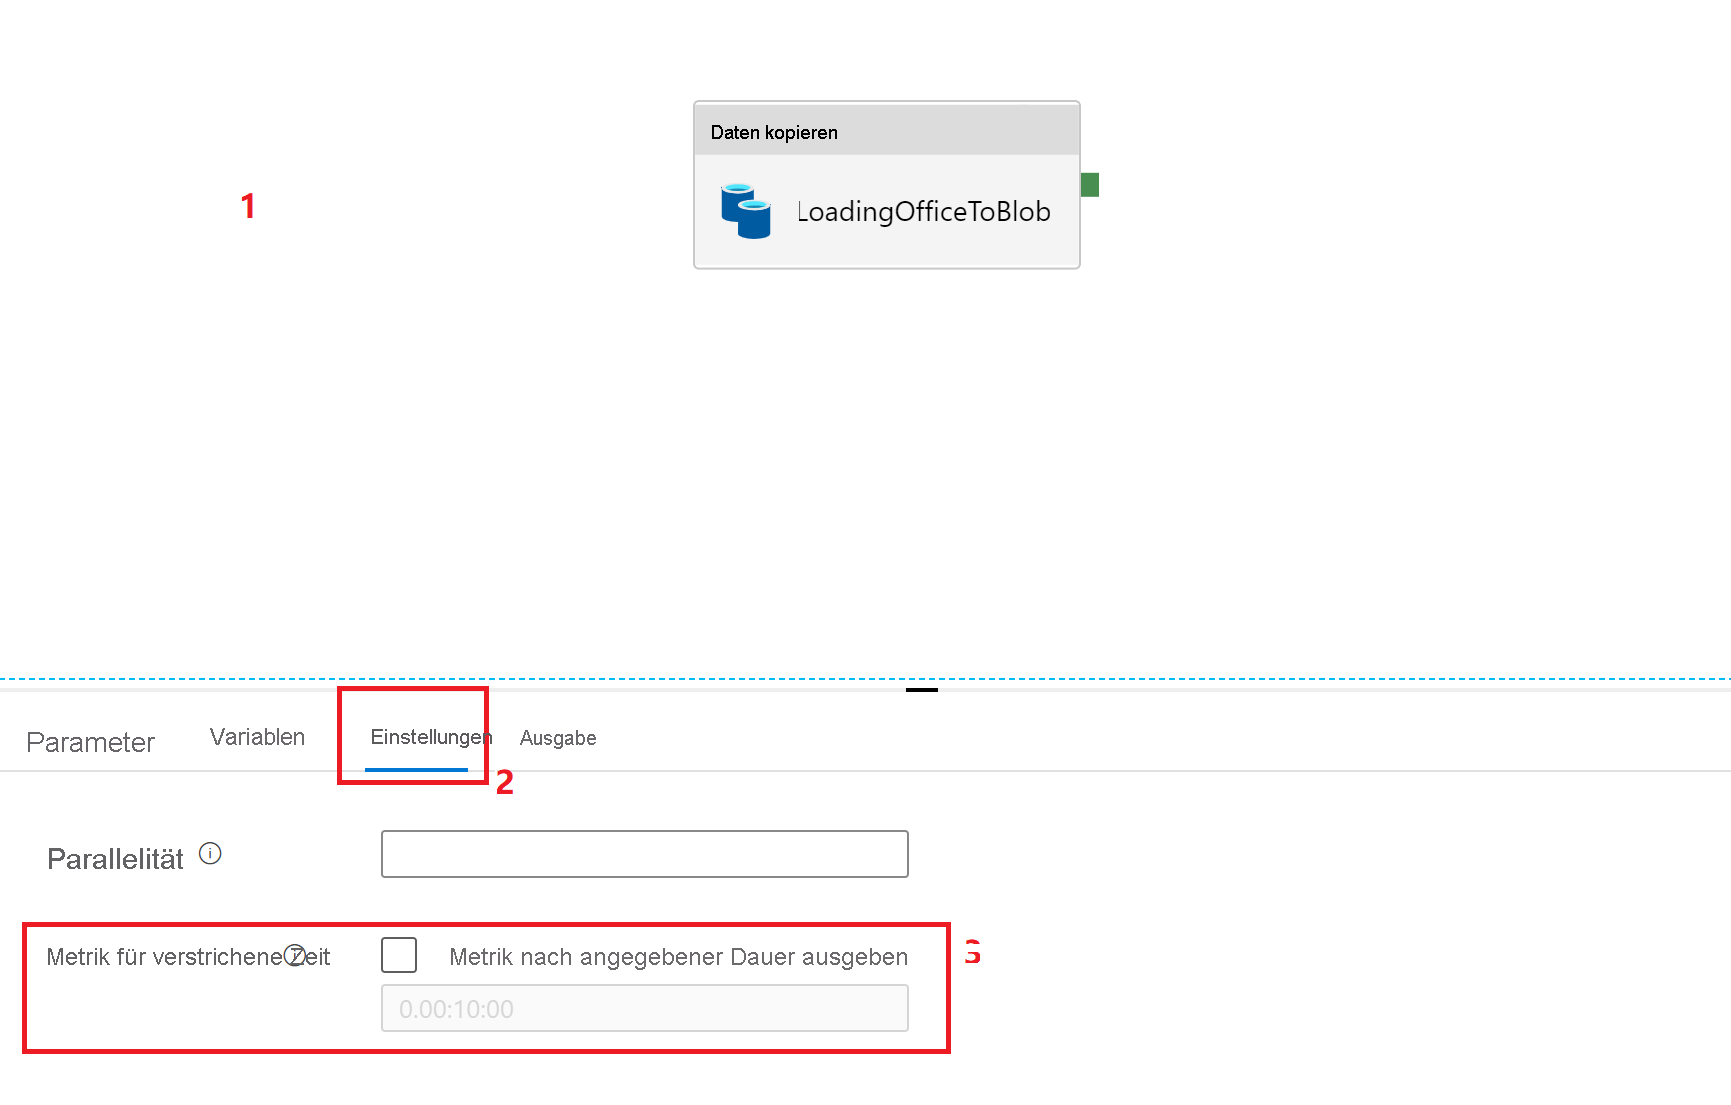 Daten kopieren
1
LoadingOfficeToBlob
Parameter
Variablen
Einstellungen
Ausgabe
2
Parallelität
Metrik für verstrichene Zeit
Metrik nach angegebener Dauer ausgeben
3
0.00:10:00